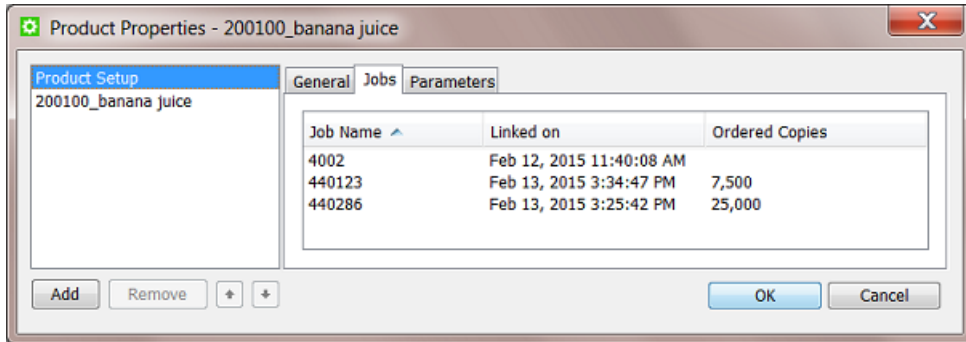 Product Properties - 200100_banana juice
Product Setup
200100_banana juice
General Jobs Parameters
Job Name Linked on Ordered Copies
4002 Feb 12, 2015 11:40:08 AM
440123 Feb 13, 2015 3:34:47 PM 7,500
440286 Feb 13, 2015 3:25:42 PM 25,000
Add Remove OK Cancel